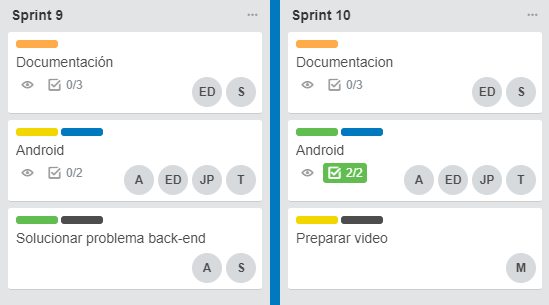 Sprint 9
Documentación
0/3
ED S
Android
0/2
A ED JP T
Solucionar problema back-end
A S
Sprint 10
Documentacion
0/3
ED S
Android
2/2
A ED JP T
Preparar video
M